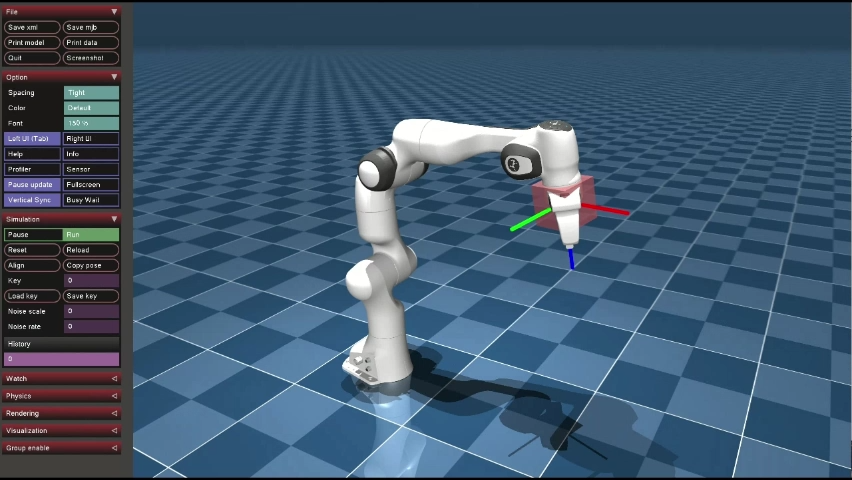 File
Save xml Save mjb
Print model Print data
Quit Screenshot
Option
Spacing Tight
Color Default
Font 150 %
Left UI (Tab) Right UI
Help Info
Profiler Sensor
Pause update Fullscreen
Vertical Sync Busy Wait
Simulation
Pause Run
Reset Reload
Align Copy pose
Key 0
Load key Save key
Noise scale 0
Noise rate 0
History
0
Watch
Physics
Rendering
Visualization
Group enable